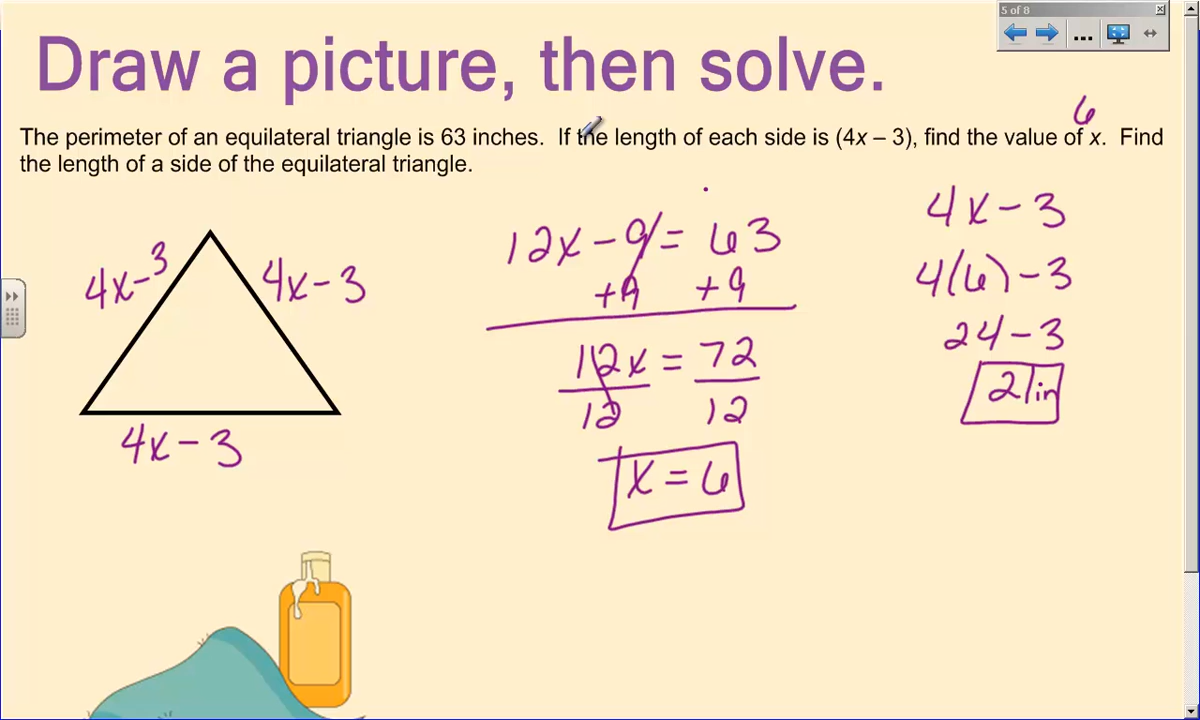 5 of 8
Draw a picture, then solve.
6
The perimeter of an equilateral triangle is 63 inches. If the length of each side is (4x – 3), find the value of x. Find
the length of a side of the equilateral triangle.
4x-3
4x-3
4x-3
12x-9=63
+9 +9
12x = 72
12 12
x = 6
4x-3
4(6)-3
24-3
21in